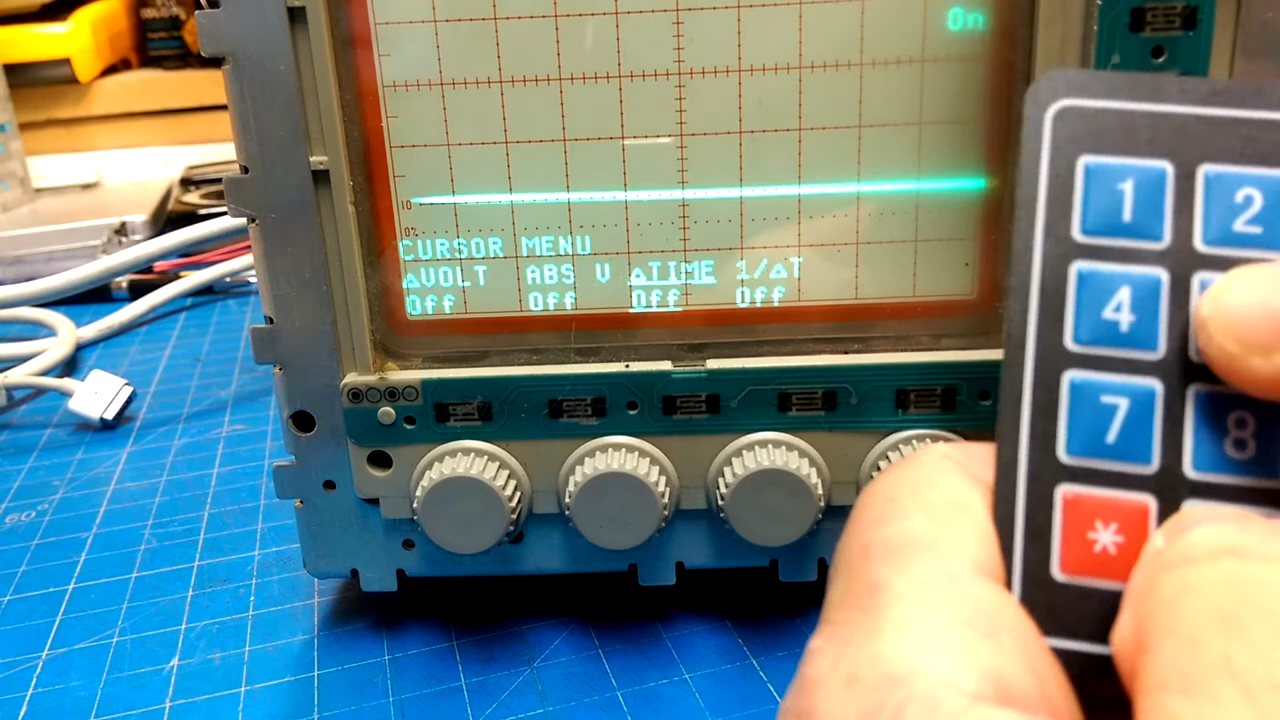 On
10
0%
CURSOR MENU
ΔVOLT ABS V ΔTIME 1/ΔT
Off Off Off Off
1 2
4
7 8
*
60°